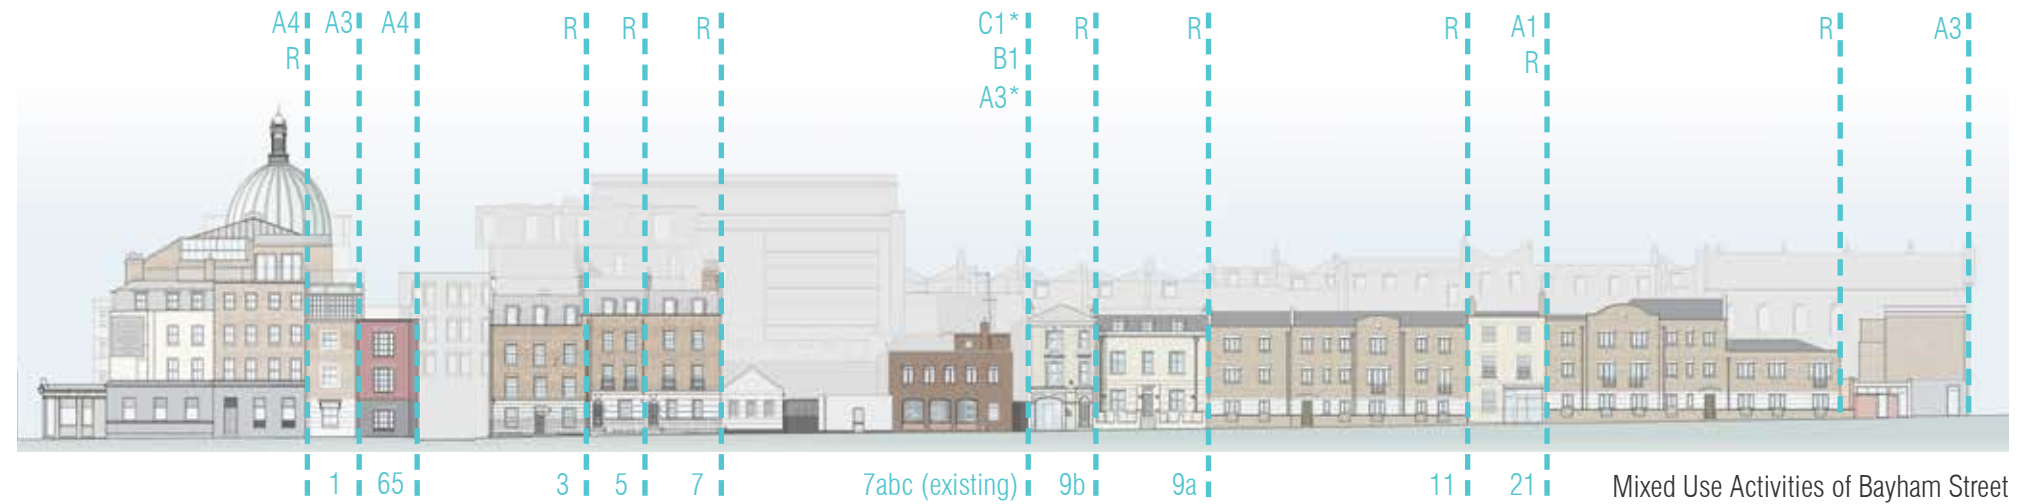 A4 A3 A4 R R R C1* R R R A1 R A3
R B1 R
A3*
1 65 3 5 7 7abc (existing) 9b 9a 11 21 Mixed Use Activities of Bayham Street